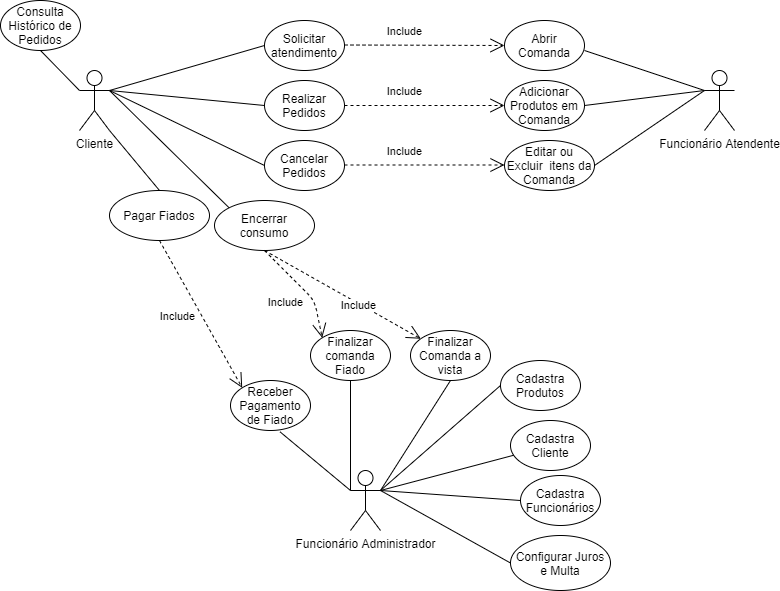 Consulta
Histórico de
Pedidos
Solicitar
atendimento
Include
Abrir
Comanda
Realizar
Pedidos
Include
Adicionar
Produtos em
Comanda
Cliente
Funcionário Atendente
Cancelar
Pedidos
Include
Editar ou
Excluir itens da
Comanda
Pagar Fiados
Encerrar
consumo
Include
Include
Include
Finalizar
comanda
Fiado
Finalizar
Comanda a
vista
Receber
Pagamento
de Fiado
Cadastra
Produtos
Cadastra
Cliente
Cadastra
Funcionários
Funcionário Administrador
Configurar Juros
e Multa